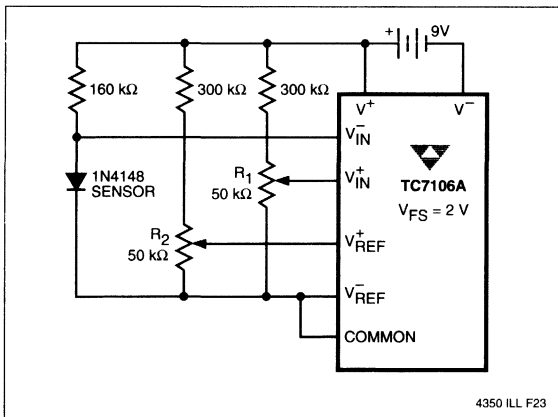 +
9V
160 kΩ
300 kΩ
300 kΩ
V+
V−
V−IN
1N4148
SENSOR
R1
50 kΩ
V+IN
TC7106A
VFS = 2 V
R2
50 kΩ
V+REF
V−REF
COMMON
4350 ILL F23